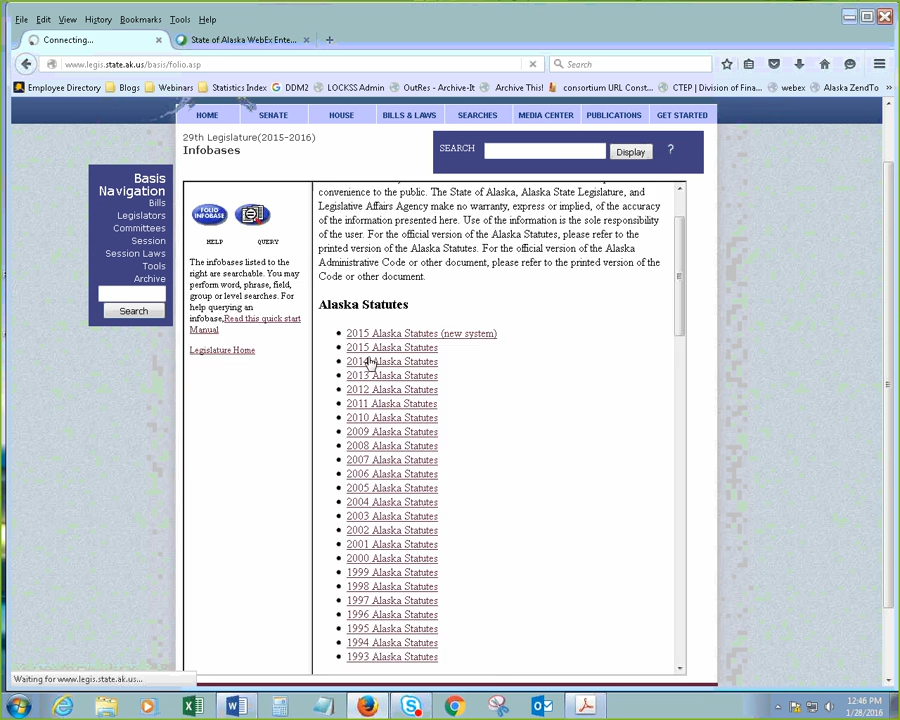 File Edit View History Bookmarks Tools Help
Connecting... × State of Alaska WebEx Ente... × +
www.legis.state.ak.us/basis/folio.asp Search
Employee Directory Blogs Webinars Statistics Index DDM2 LOCKSS Admin OutRes - Archive-It Archive This! consortium URL Const... CTEP | Division of Fina... webex Alaska ZendTo »
HOME SENATE HOUSE BILLS & LAWS SEARCHES MEDIA CENTER PUBLICATIONS GET STARTED
29th Legislature(2015-2016)
Infobases
SEARCH Display ?
Basis
Navigation
Bills
Legislators
Committees
Session
Session Laws
Tools
Archive
Search
FOLIO
INFOBASE
HELP QUERY
The infobases listed to the
right are searchable. You may
perform word, phrase, field,
group or level searches. For
help querying an
infobase,Read this quick start
Manual
Legislature Home
convenience to the public. The State of Alaska, Alaska State Legislature, and
Legislative Affairs Agency make no warranty, express or implied, of the accuracy
of the information presented here. Use of the information is the sole responsibility
of the user. For the official version of the Alaska Statutes, please refer to the
printed version of the Alaska Statutes. For the official version of the Alaska
Administrative Code or other document, please refer to the printed version of the
Code or other document.
Alaska Statutes
2015 Alaska Statutes (new system)
2015 Alaska Statutes
2014 Alaska Statutes
2013 Alaska Statutes
2012 Alaska Statutes
2011 Alaska Statutes
2010 Alaska Statutes
2009 Alaska Statutes
2008 Alaska Statutes
2007 Alaska Statutes
2006 Alaska Statutes
2005 Alaska Statutes
2004 Alaska Statutes
2003 Alaska Statutes
2002 Alaska Statutes
2001 Alaska Statutes
2000 Alaska Statutes
1999 Alaska Statutes
1998 Alaska Statutes
1997 Alaska Statutes
1996 Alaska Statutes
1995 Alaska Statutes
1994 Alaska Statutes
1993 Alaska Statutes
Waiting for www.legis.state.ak.us...
12:46 PM
1/28/2016